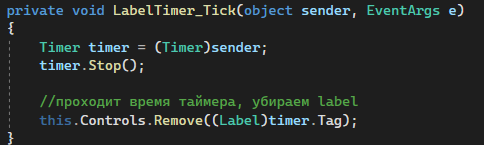 private void LabelTimer_Tick(object sender, EventArgs e)
{
Timer timer = (Timer)sender;
timer.Stop();
//проходит время таймера, убираем label
this.Controls.Remove((Label)timer.Tag);
}